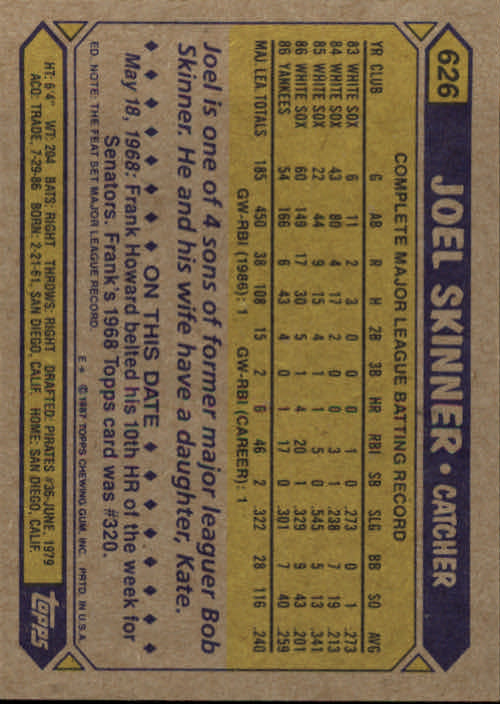 626
JOEL SKINNER • CATCHER
COMPLETE MAJOR LEAGUE BATTING RECORD
YR CLUB G AB R H 2B 3B HR RBI SB SLG BB SO AVG
83 WHITE SOX 6 11 2 3 0 0 0 1 0 .273 0 1 .273
84 WHITE SOX 43 80 4 17 2 0 0 3 1 .238 7 19 .213
85 WHITE SOX 22 44 9 15 4 1 1 5 0 .545 5 13 .341
86 WHITE SOX 60 149 17 30 5 1 4 20 1 .329 9 43 .201
86 YANKEES 54 166 6 43 4 0 1 17 0 .301 7 40 .259
MAJ. LEA. TOTALS 185 450 38 108 15 2 6 46 2 .322 28 116 .240
GW-RBI (1986): 1 GW-RBI (CAREER): 1
Joel is one of 4 sons of former major leaguer Bob
Skinner. He and his wife have a daughter, Kate.
◆ ◆ ◆ ◆ ◆ ◆ ON THIS DATE ◆ ◆ ◆ ◆ ◆ ◆
May 18, 1968: Frank Howard belted his 10th HR of the week for
Senators. Frank's 1968 Topps card was #320.
ED. NOTE: THE FEAT SET MAJOR LEAGUE RECORD.
E* © 1987 TOPPS CHEWING GUM, INC. PRTD. IN U.S.A.
HT: 6'4" WT: 204 BATS: RIGHT THROWS: RIGHT DRAFTED: PIRATES #36-JUNE, 1979
ACQ: TRADE, 7-29-86 BORN: 2-21-61, SAN DIEGO, CALIF. HOME: SAN DIEGO, CALIF.
TOPPS